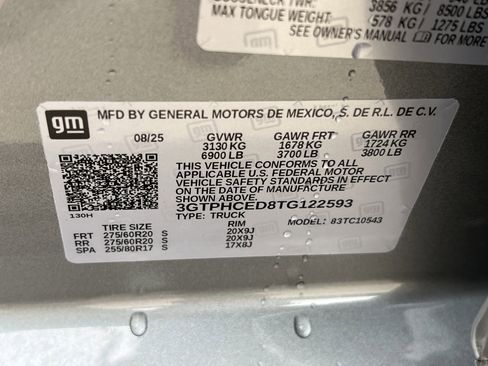 3856 KG / 8500 LBS
MAX TONGUE WEIGHT: 578 KG / 1275 LBS
SEE OWNER'S MANUAL FOR MORE
gm
MFD BY GENERAL MOTORS DE MEXICO, S. DE R.L. DE C.V.
08/25 GVWR GAWR FRT GAWR RR
3130 KG 1678 KG 1724 KG
6900 LB 3700 LB 3800 LB
THIS VEHICLE CONFORMS TO ALL
APPLICABLE U.S. FEDERAL MOTOR
VEHICLE SAFETY STANDARDS IN EFFECT
ON THE DATE OF MANUFACTURE
SHOWN ABOVE.
3GTPHCED8TG122593
130H
TYPE: TRUCK MODEL: 83TC10543
TIRE SIZE RIM
FRT 275/60R20 S 20X9J
RR 275/60R20 S 20X9J
SPA 255/80R17 S 17X8J